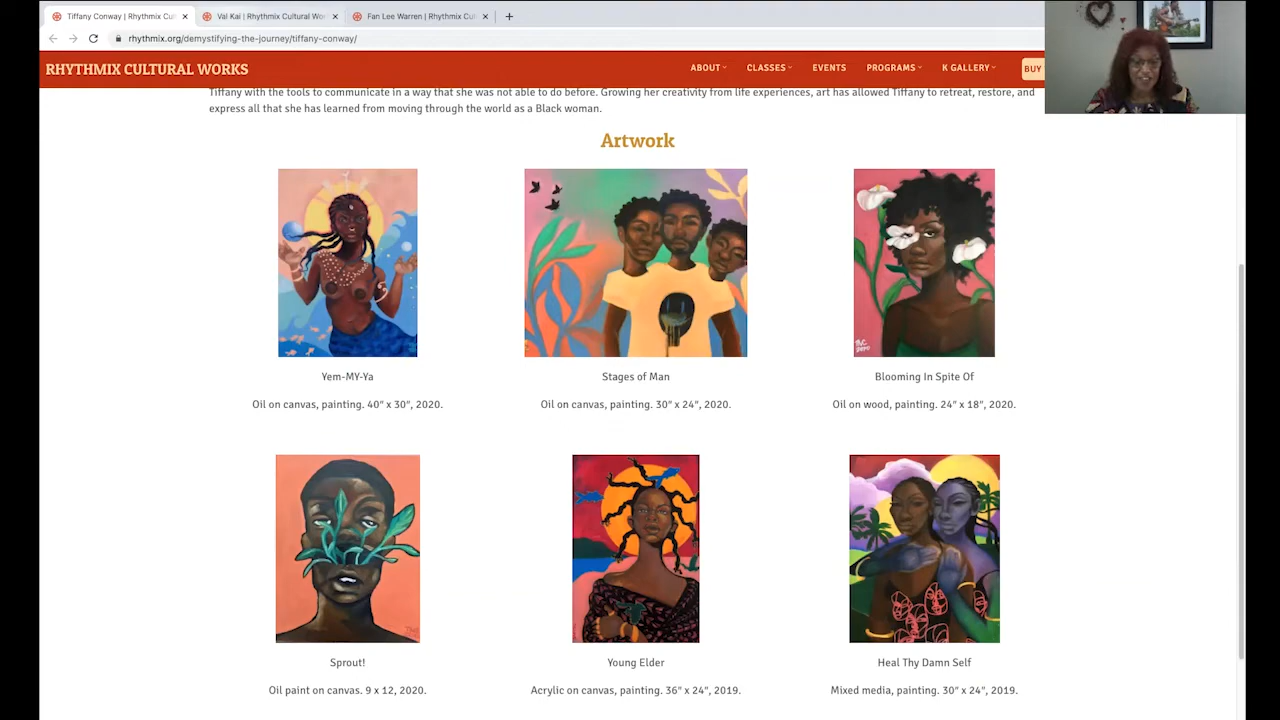 Tiffany Conway | Rhythmix Cul
Val Kai | Rhythmix Cultural Wo
Fan Lee Warren | Rhythmix Cul
rhythmix.org/demystifying-the-journey/tiffany-conway/
RHYTHMIX CULTURAL WORKS
ABOUT
CLASSES
EVENTS
PROGRAMS
K GALLERY
BUY
Tiffany with the tools to communicate in a way that she was not able to do before. Growing her creativity from life experiences, art has allowed Tiffany to retreat, restore, and
express all that she has learned from moving through the world as a Black woman.
Artwork
Yem-MY-Ya
Stages of Man
Blooming In Spite Of
Oil on canvas, painting. 40″ x 30″, 2020.
Oil on canvas, painting. 30″ x 24″, 2020.
Oil on wood, painting. 24″ x 18″, 2020.
Sprout!
Young Elder
Heal Thy Damn Self
Oil paint on canvas. 9 x 12, 2020.
Acrylic on canvas, painting. 36″ x 24″, 2019.
Mixed media, painting. 30″ x 24″, 2019.